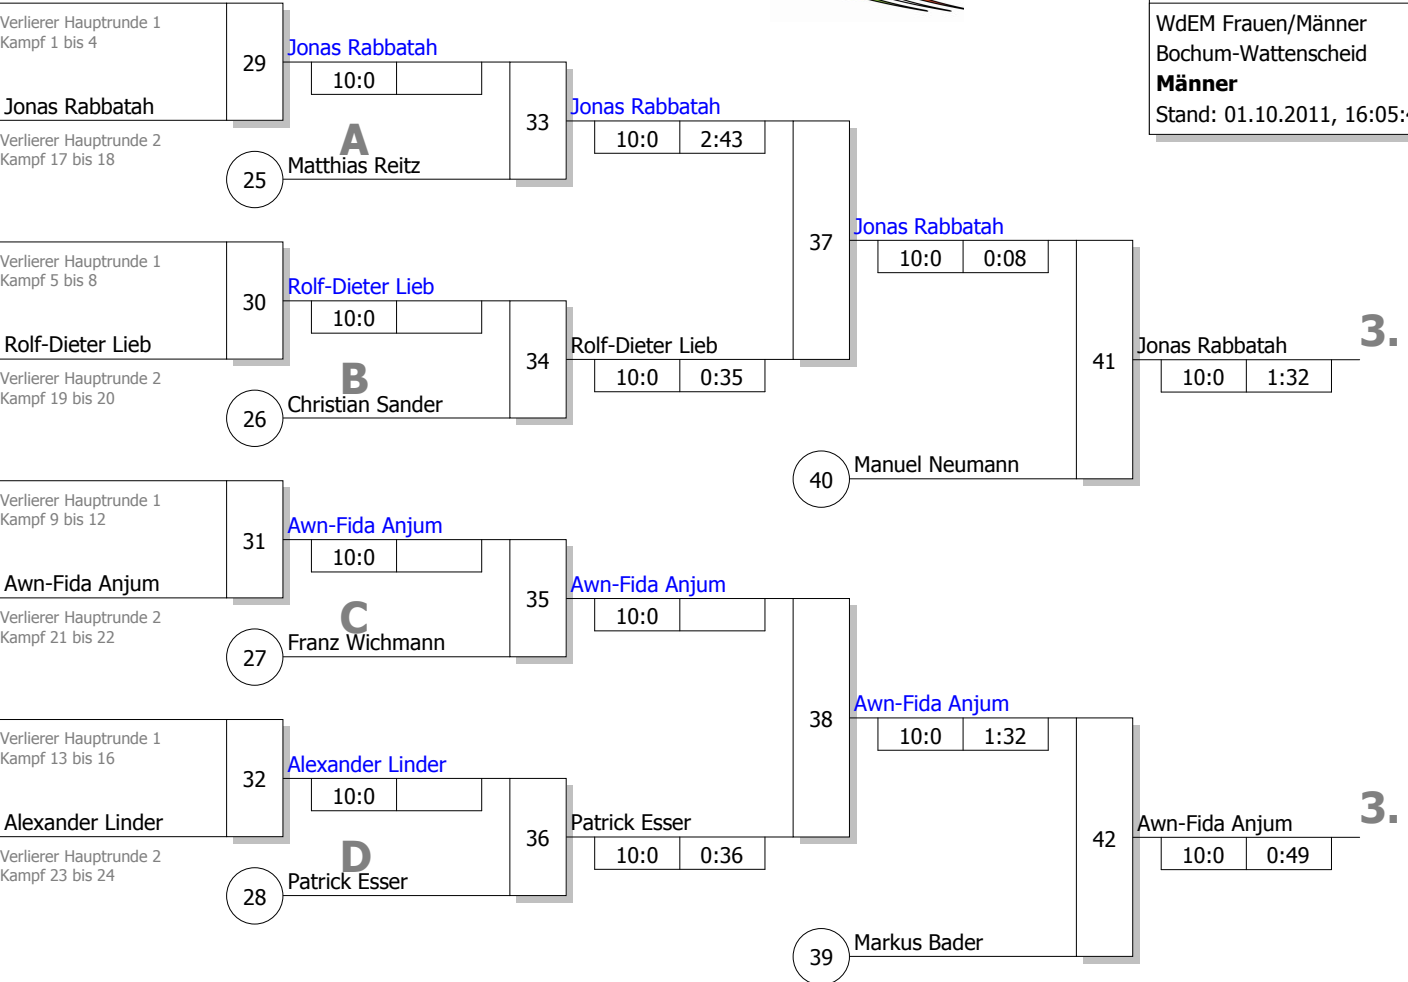 Verlierer Hauptrunde 1
Kampf 1 bis 4
Jonas Rabbatah
Verlierer Hauptrunde 2
Kampf 17 bis 18
29
Jonas Rabbatah
10:0
A
Matthias Reitz
25
33
Jonas Rabbatah
10:0 2:43
WdEM Frauen/Männer
Bochum-Wattenscheid
Männer
Stand: 01.10.2011, 16:05:4
Verlierer Hauptrunde 1
Kampf 5 bis 8
Rolf-Dieter Lieb
Verlierer Hauptrunde 2
Kampf 19 bis 20
30
Rolf-Dieter Lieb
10:0
B
Christian Sander
26
34
Rolf-Dieter Lieb
10:0 0:35
37
Jonas Rabbatah
10:0 0:08
Manuel Neumann
40
41
Jonas Rabbatah
10:0 1:32
3.
Verlierer Hauptrunde 1
Kampf 9 bis 12
Awn-Fida Anjum
Verlierer Hauptrunde 2
Kampf 21 bis 22
31
Awn-Fida Anjum
10:0
C
Franz Wichmann
27
35
Awn-Fida Anjum
10:0
Verlierer Hauptrunde 1
Kampf 13 bis 16
Alexander Linder
Verlierer Hauptrunde 2
Kampf 23 bis 24
32
Alexander Linder
10:0
D
Patrick Esser
28
36
Patrick Esser
10:0 0:36
38
Awn-Fida Anjum
10:0 1:32
Markus Bader
39
42
Awn-Fida Anjum
10:0 0:49
3.